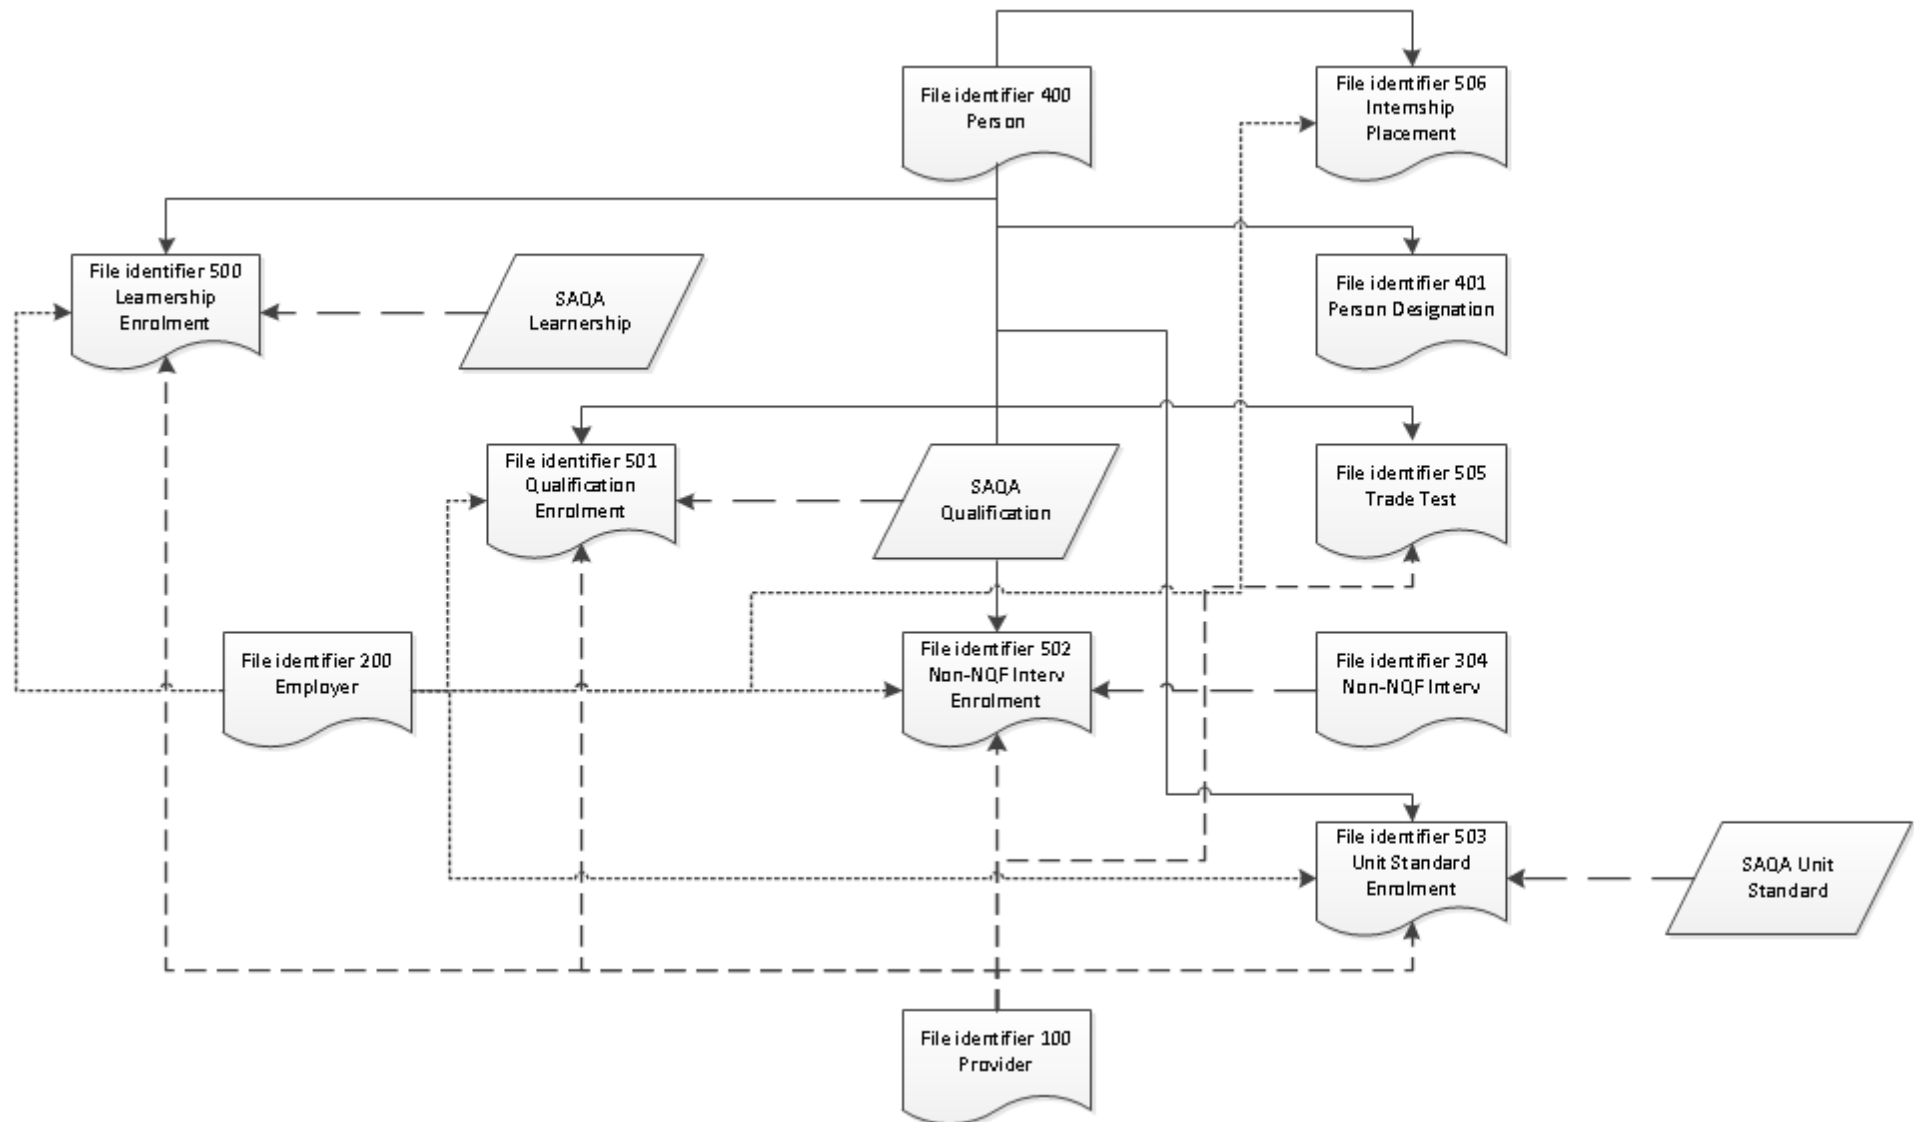 File identifier 400
Person
File identifier 506
Internship
Placement
File identifier 500
Learnership
Enrolment
SAQA
Learnership
File identifier 401
Person Designation
File identifier 501
Qualification
Enrolment
SAQA
Qualification
File identifier 505
Trade Test
File identifier 200
Employer
File identifier 502
Non-NQF Interv
Enrolment
File identifier 304
Non-NQF Interv
File identifier 503
Unit Standard
Enrolment
SAQA Unit
Standard
File identifier 100
Provider